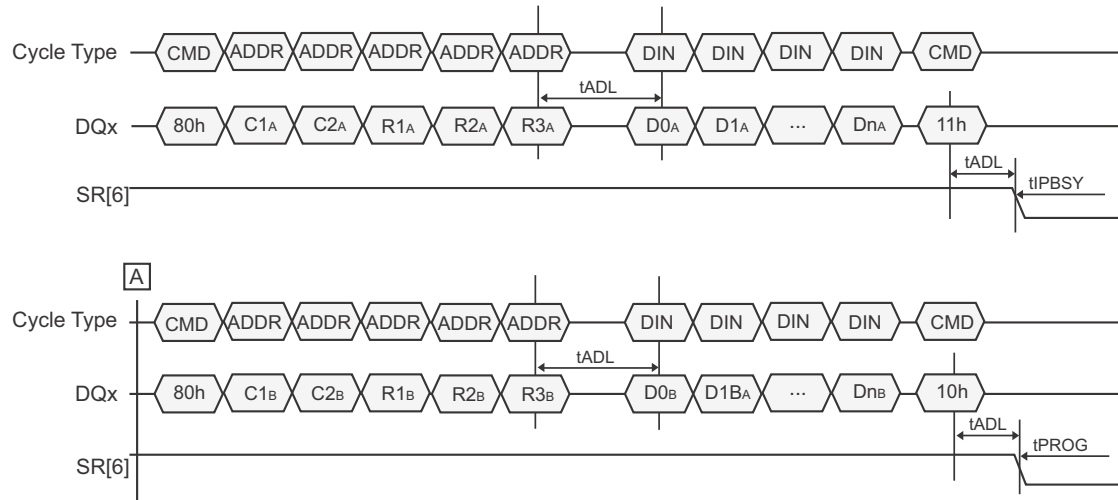 Cycle Type CMD ADDR ADDR ADDR ADDR ADDR DIN DIN DIN DIN CMD
tADL
DQx 80h C1A C2A R1A R2A R3A D0A D1A ... DnA 11h
tADL
SR[6] tIPBSY
A
Cycle Type CMD ADDR ADDR ADDR ADDR ADDR DIN DIN DIN DIN CMD
tADL
DQx 80h C1B C2B R1B R2B R3B D0B D1BA ... DnB 10h
tADL
SR[6] tPROG